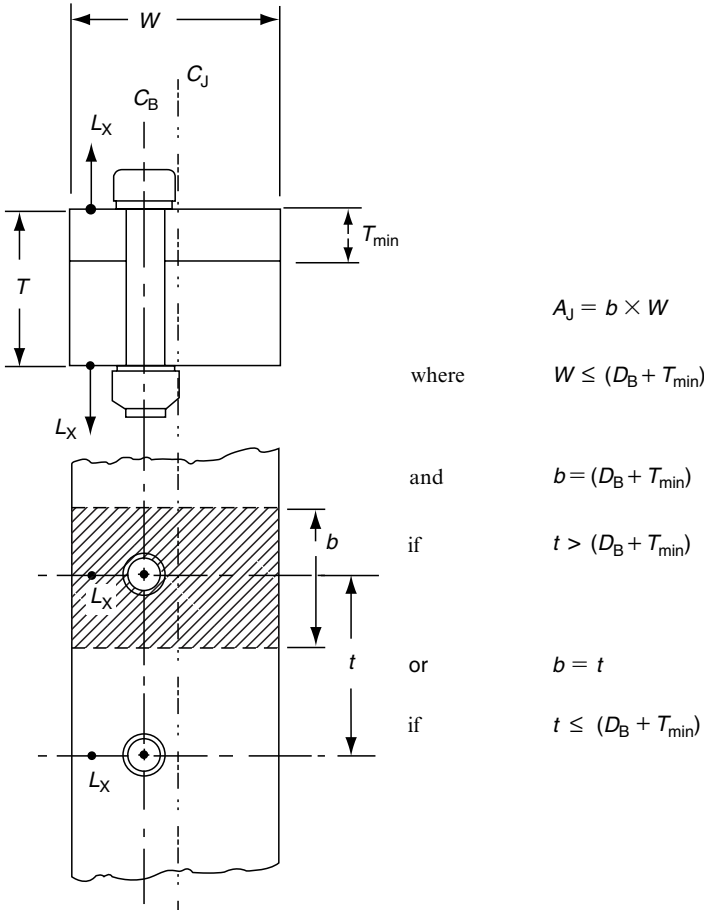 W
C_J
C_B
L_X
T_min
T
L_X
A_J = b × W
where W ≤ (D_B + T_min)
and b = (D_B + T_min)
b
if t > (D_B + T_min)
L_X
t
or b = t
if t ≤ (D_B + T_min)
L_X